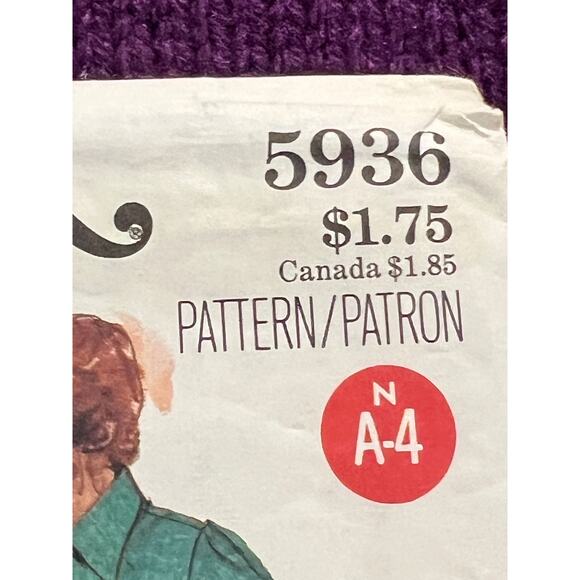 5936
$1.75
Canada $1.85
PATTERN/PATRON
N
A-4